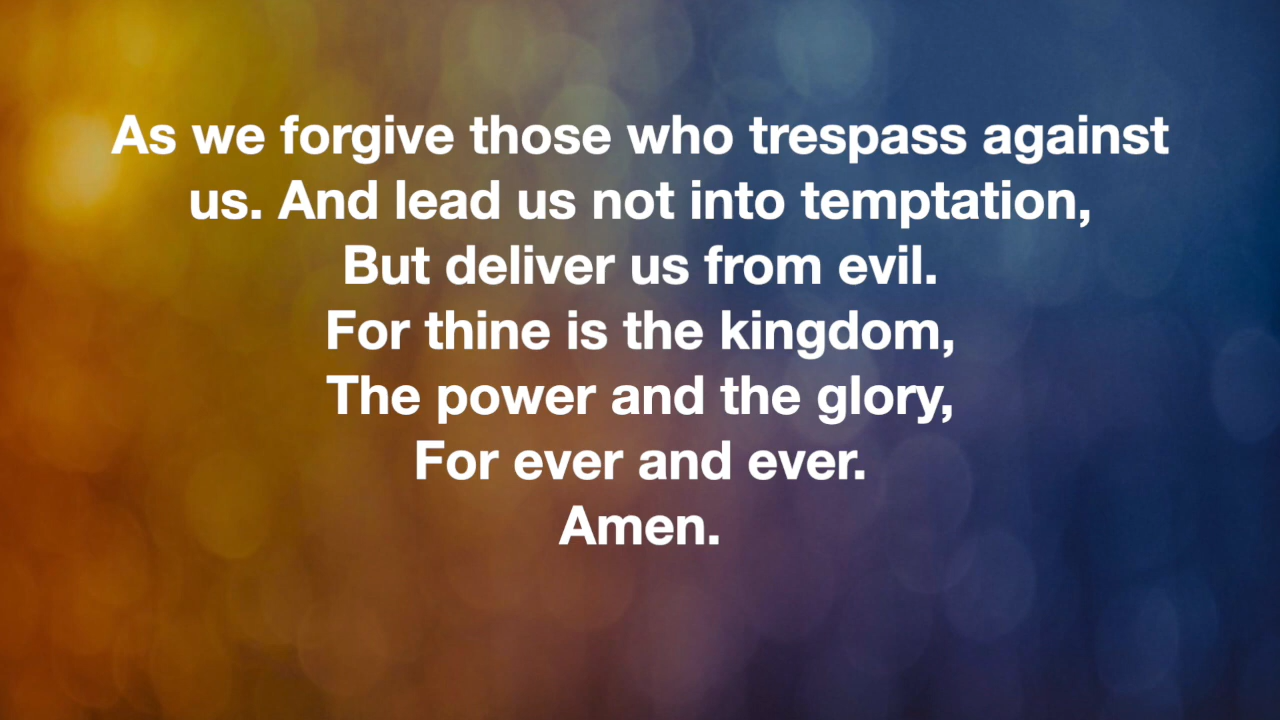 As we forgive those who trespass against
us. And lead us not into temptation,
But deliver us from evil.
For thine is the kingdom,
The power and the glory,
For ever and ever.
Amen.